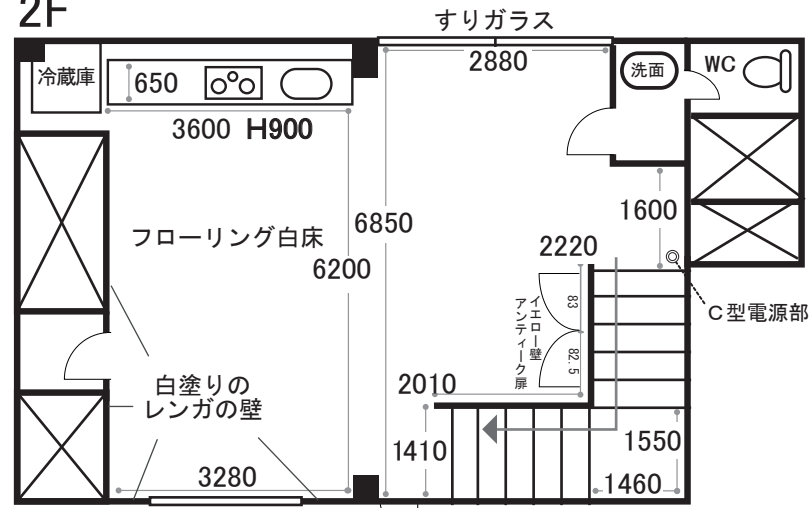 2F
すりガラス
冷蔵庫
650
2880
洗面
WC
3600 H900
1600
フローリング白床
6850
6200
2220
83
82.5
イエロー壁
アンティーク扉
C型電源部
白塗りの
レンガの壁
2010
1410
1550
3280
1460